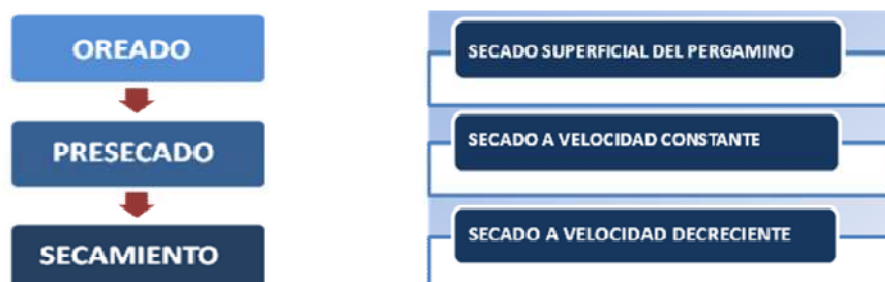 OREADO
SECADO SUPERFICIAL DEL PERGAMINO
PRESECADO
SECADO A VELOCIDAD CONSTANTE
SECAMIENTO
SECADO A VELOCIDAD DECRECIENTE